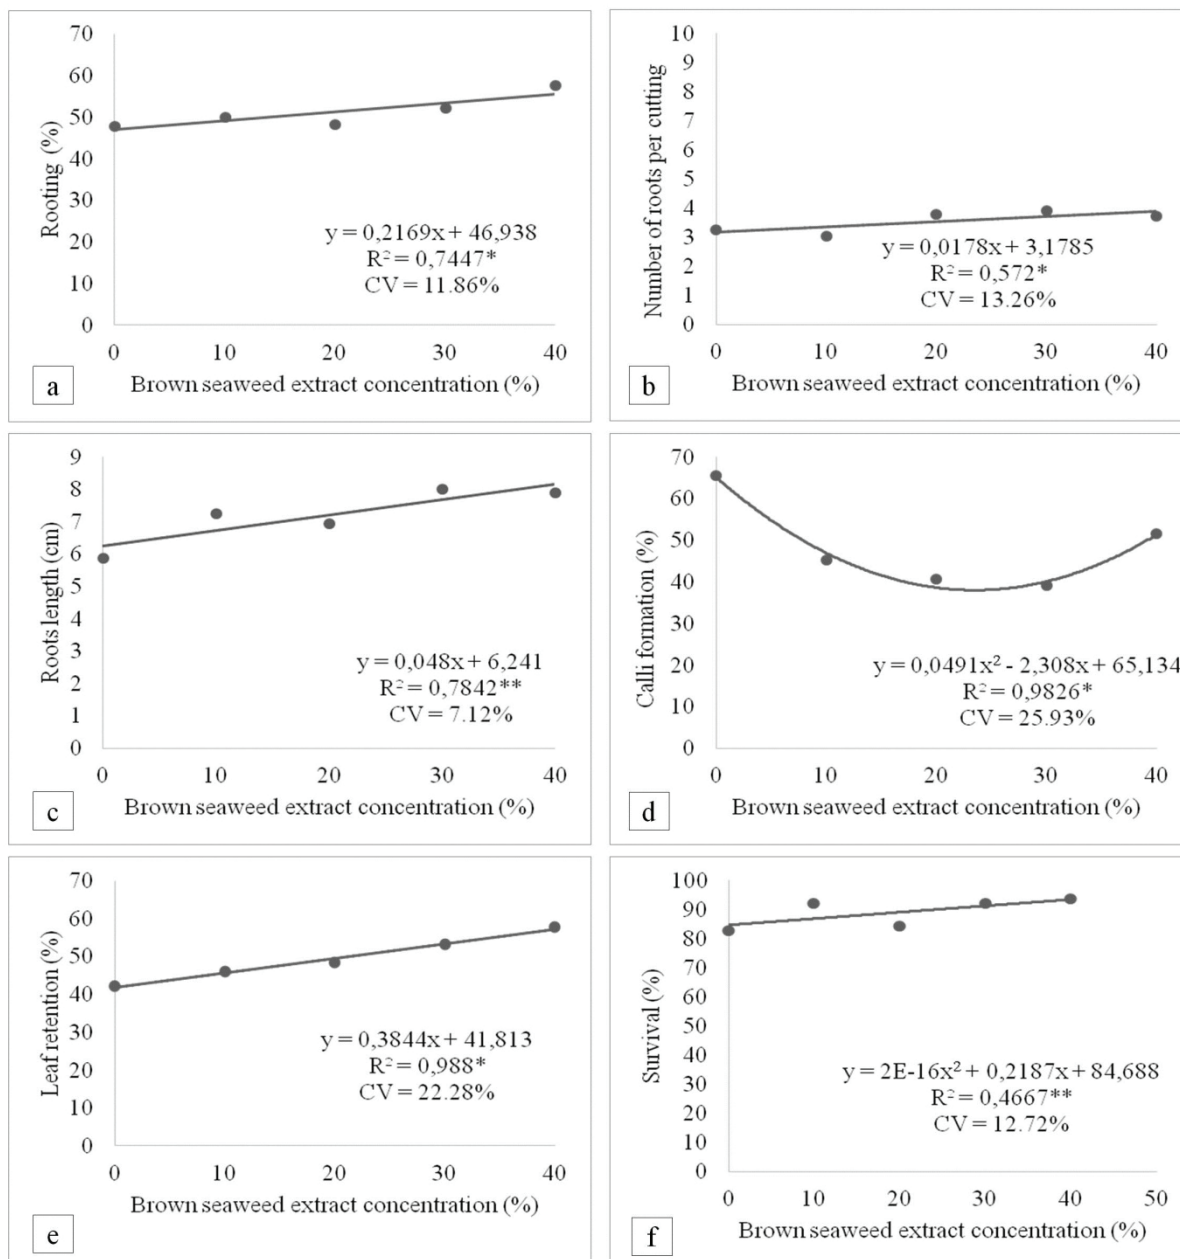 70
60
50
40
30
20
10
0
Rooting (%)
y = 0,2169x + 46,938
R² = 0,7447*
CV = 11.86%
0 10 20 30 40
Brown seaweed extract concentration (%)
a
10
9
8
7
6
5
4
3
2
1
0
Number of roots per cutting
y = 0,0178x + 3,1785
R² = 0,572*
CV = 13.26%
0 10 20 30 40
Brown seaweed extract concentration (%)
b
9
8
7
6
5
4
3
2
1
0
Roots length (cm)
y = 0,048x + 6,241
R² = 0,7842**
CV = 7.12%
0 10 20 30 40
Brown seaweed extract concentration (%)
c
70
60
50
40
30
20
10
0
Calli formation (%)
y = 0,0491x² - 2,308x + 65,134
R² = 0,9826*
CV = 25.93%
0 10 20 30 40
Brown seaweed extract concentration (%)
d
70
60
50
40
30
20
10
0
Leaf retention (%)
y = 0,3844x + 41,813
R² = 0,988*
CV = 22.28%
0 10 20 30 40
Brown seaweed extract concentration (%)
e
100
90
80
70
60
50
40
30
20
10
0
Survival (%)
y = 2E-16x² + 0,2187x + 84,688
R² = 0,4667**
CV = 12.72%
0 10 20 30 40 50
Brown seaweed extract concentration (%)
f